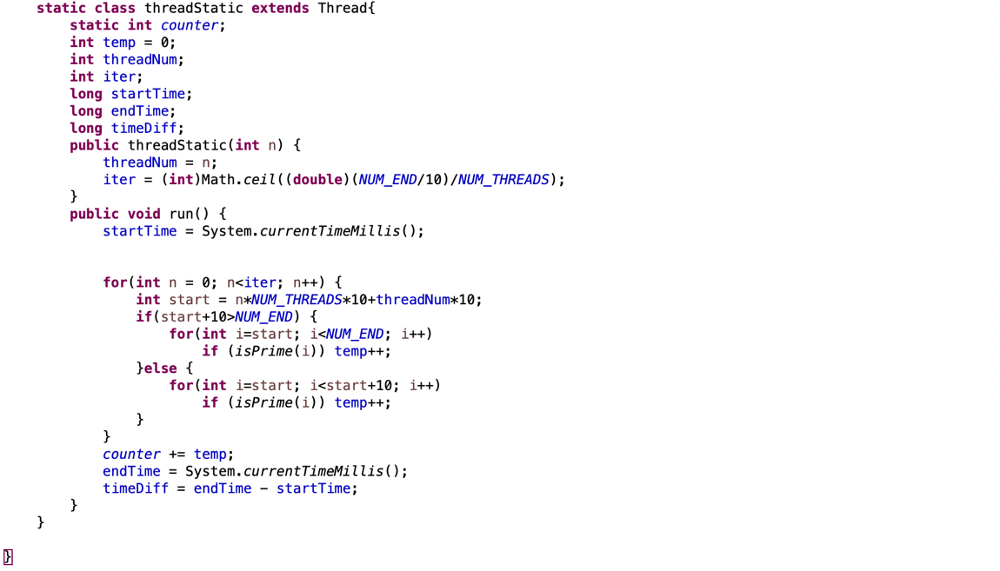 static class threadStatic extends Thread{
static int counter;
int temp = 0;
int threadNum;
int iter;
long startTime;
long endTime;
long timeDiff;
public threadStatic(int n) {
threadNum = n;
iter = (int)Math.ceil((double)(NUM_END/10)/NUM_THREADS);
}
public void run() {
startTime = System.currentTimeMillis();
for(int n = 0; n<iter; n++) {
int start = n*NUM_THREADS*10+threadNum*10;
if(start+10>NUM_END) {
for(int i=start; i<NUM_END; i++)
if (isPrime(i)) temp++;
}else {
for(int i=start; i<start+10; i++)
if (isPrime(i)) temp++;
}
}
counter += temp;
endTime = System.currentTimeMillis();
timeDiff = endTime - startTime;
}
}
}